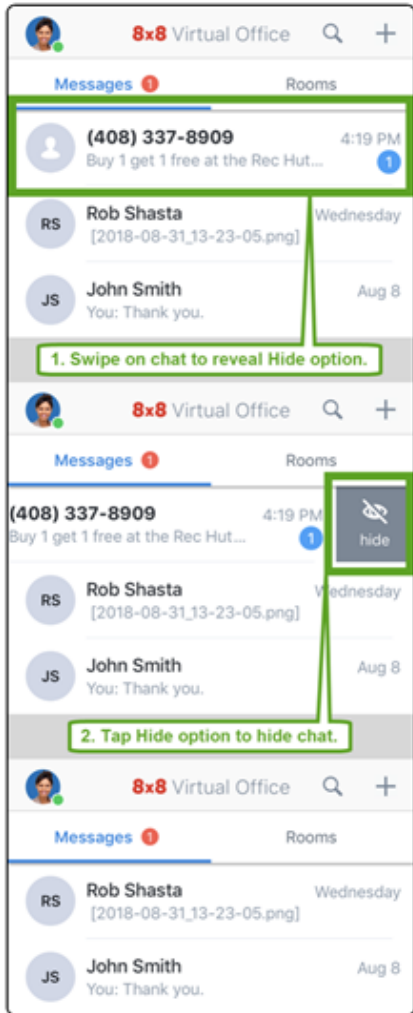 8x8 Virtual Office
Messages 1 Rooms
(408) 337-8909 4:19 PM
Buy 1 get 1 free at the Rec Hut... 1
RS Rob Shasta Wednesday
[2018-08-31_13-23-05.png]
JS John Smith Aug 8
You: Thank you.
1. Swipe on chat to reveal Hide option.
8x8 Virtual Office
Messages 1 Rooms
(408) 337-8909 4:19 PM
Buy 1 get 1 free at the Rec Hut... 1 hide
RS Rob Shasta Wednesday
[2018-08-31_13-23-05.png]
JS John Smith Aug 8
You: Thank you.
2. Tap Hide option to hide chat.
8x8 Virtual Office
Messages 1 Rooms
RS Rob Shasta Wednesday
[2018-08-31_13-23-05.png]
JS John Smith Aug 8
You: Thank you.